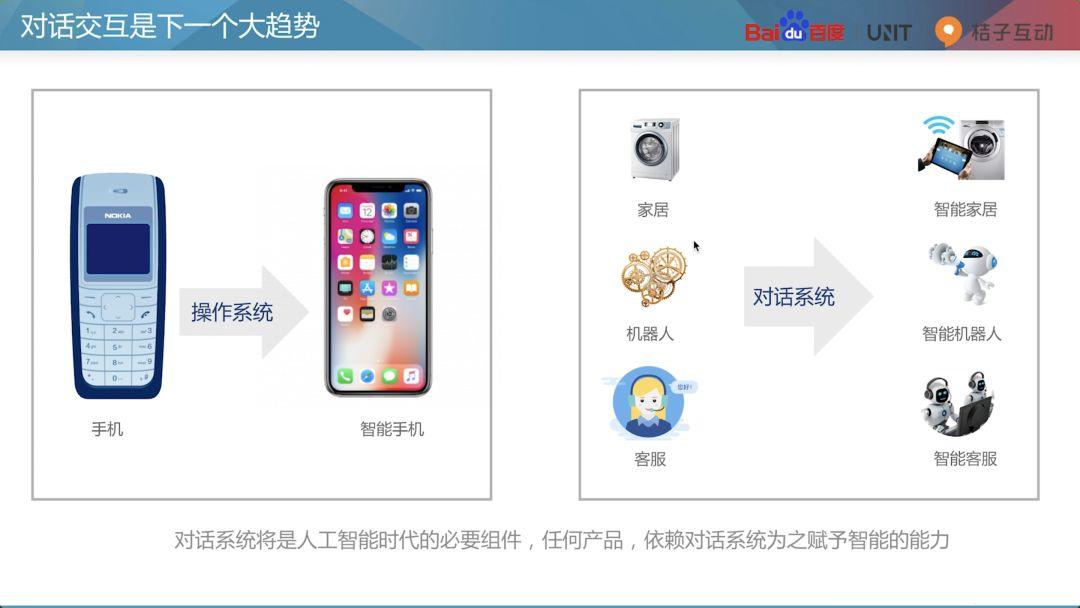 对话交互是下一个大趋势
Bai du 百度 UNIT 桔子互动
NOKIA
操作系统
手机
智能手机
家居
智能家居
机器人
对话系统
智能机器人
您好!
客服
智能客服
对话系统将是人工智能时代的必要组件，任何产品，依赖对话系统为之赋予智能的能力